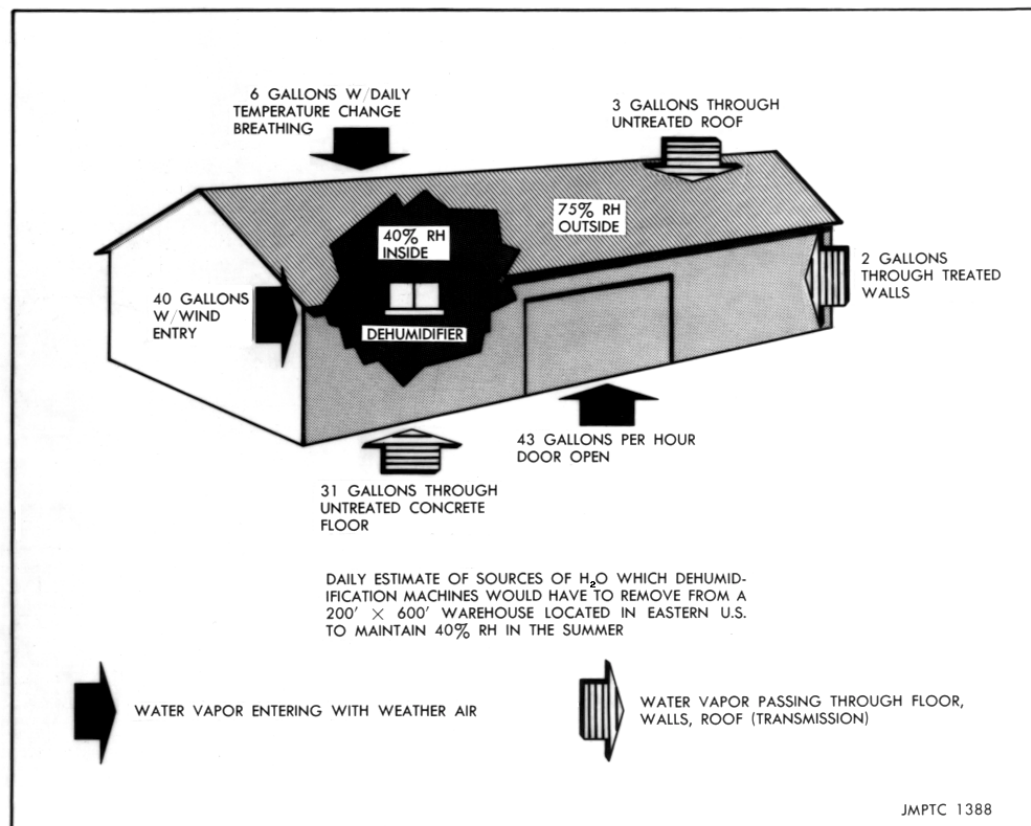 6 GALLONS W/DAILY
TEMPERATURE CHANGE
BREATHING
3 GALLONS THROUGH
UNTREATED ROOF
75% RH
OUTSIDE
40% RH
INSIDE
2 GALLONS
THROUGH TREATED
WALLS
40 GALLONS
W/WIND
ENTRY
DEHUMIDIFIER
43 GALLONS PER HOUR
DOOR OPEN
31 GALLONS THROUGH
UNTREATED CONCRETE
FLOOR
DAILY ESTIMATE OF SOURCES OF H₂O WHICH DEHUMID-
IFICATION MACHINES WOULD HAVE TO REMOVE FROM A
200' × 600' WAREHOUSE LOCATED IN EASTERN U.S.
TO MAINTAIN 40% RH IN THE SUMMER
WATER VAPOR ENTERING WITH WEATHER AIR
WATER VAPOR PASSING THROUGH FLOOR,
WALLS, ROOF (TRANSMISSION)
JMPTC 1388